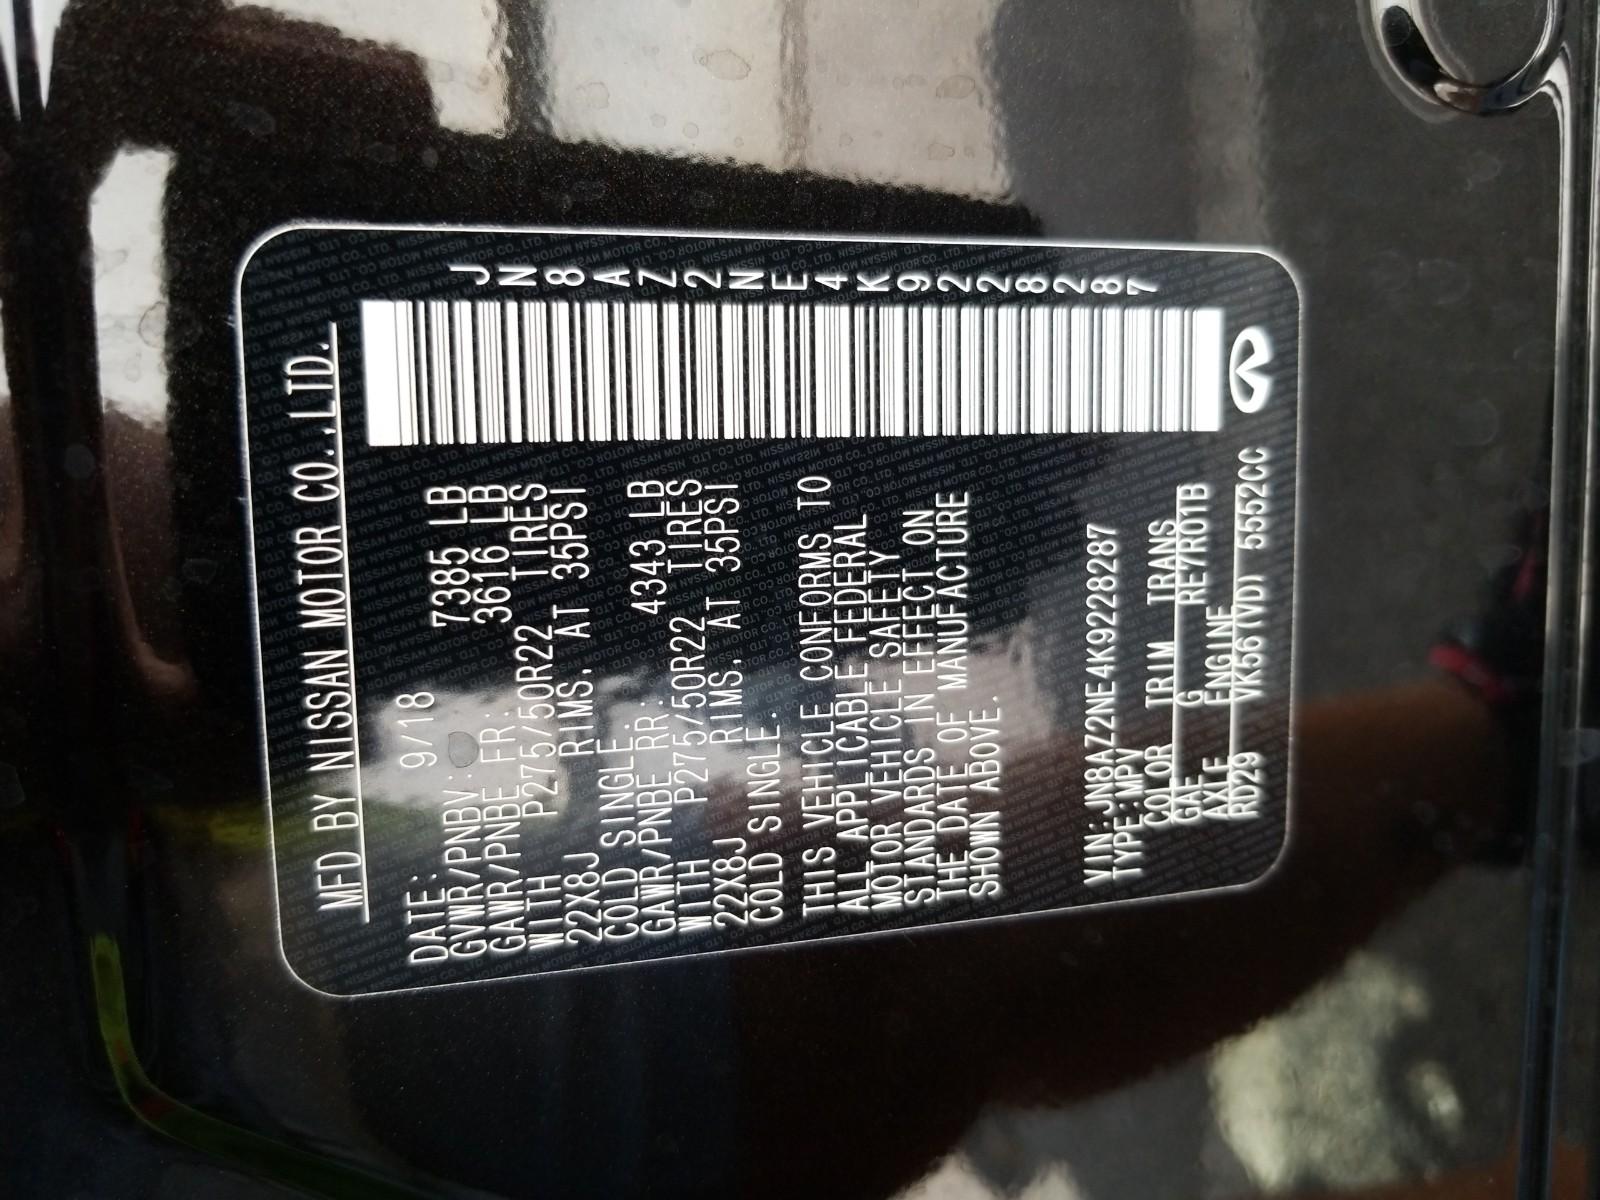 MFD BY NISSAN MOTOR CO.,LTD.
DATE: 9/18
GVWR/PNBV: 7385 LB
GAWR/PNBE FR: 3616 LB
WITH P275/50R22 TIRES
22X8J RIMS, AT 35PSI
COLD SINGLE.
GAWR/PNBE RR: 4343 LB
WITH P275/50R22 TIRES
22X8J RIMS, AT 35PSI
COLD SINGLE.
THIS VEHICLE CONFORMS TO
ALL APPLICABLE FEDERAL
MOTOR VEHICLE SAFETY
STANDARDS IN EFFECT ON
THE DATE OF MANUFACTURE
SHOWN ABOVE.
VIN:JN8AZ2NE4K9228287
TYPE:MPV
COLOR TRIM TRANS
GAE G RE7R01B
AXLE ENGINE
RD29 VK56(VD) 5552CC
JN8AZ2NE4K9228287